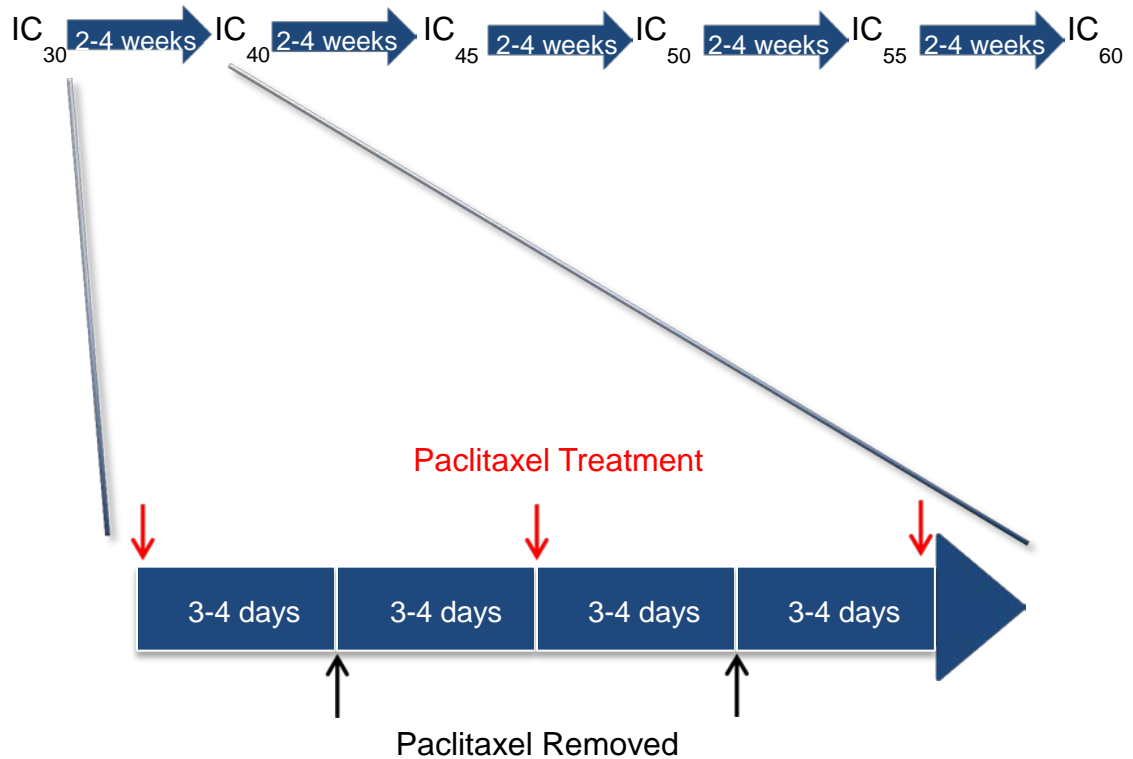 IC30 2-4 weeks IC40 2-4 weeks IC45 2-4 weeks IC50 2-4 weeks IC55 2-4 weeks IC60
Paclitaxel Treatment
3-4 days 3-4 days 3-4 days 3-4 days
Paclitaxel Removed